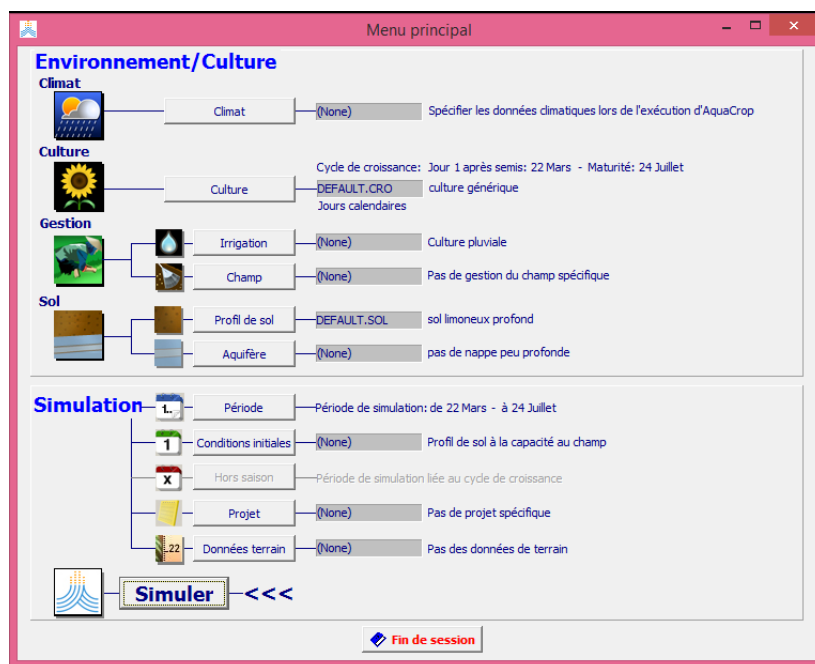 Menu principal
Environnement/Culture
Climat
Climat (None) Spécifier les données climatiques lors de l'exécution d'AquaCrop
Culture
Cycle de croissance: Jour 1 après semis: 22 Mars - Maturité: 24 Juillet
Culture DEFAULT.CRO culture générique
Jours calendaires
Gestion
Irrigation (None) Culture pluviale
Champ (None) Pas de gestion du champ spécifique
Sol
Profil de sol DEFAULT.SOL sol limoneux profond
Aquifère (None) pas de nappe peu profonde
Simulation 1.. Période Période de simulation: de 22 Mars - à 24 Juillet
1 Conditions initiales (None) Profil de sol à la capacité au champ
x Hors saison Période de simulation liée au cycle de croissance
Projet (None) Pas de projet spécifique
..22 Données terrain (None) Pas des données de terrain
Simuler <<<
Fin de session